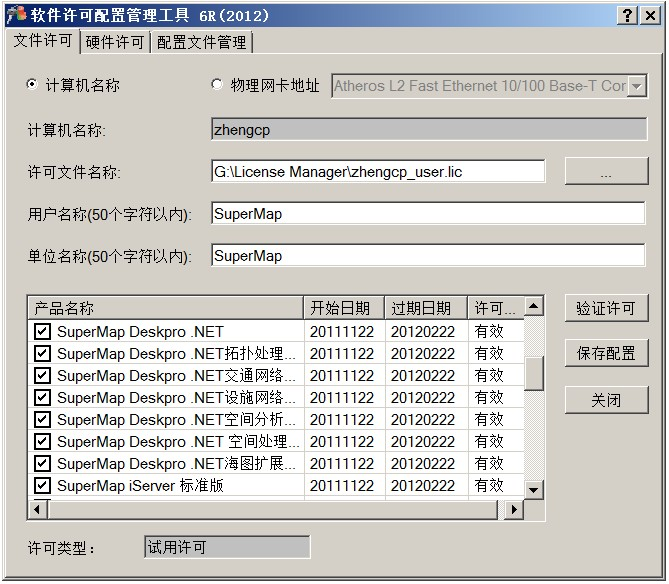 软件许可配置管理工具 6R(2012)
文件许可 硬件许可 配置文件管理
计算机名称 物理网卡地址 Atheros L2 Fast Ethernet 10/100 Base-T Cor
计算机名称: zhengcp
许可文件名称: G:\License Manager\zhengcp_user.lic ...
用户名称(50个字符以内): SuperMap
单位名称(50个字符以内): SuperMap
产品名称 开始日期 过期日期 许可... 验证许可
SuperMap Deskpro .NET 20111122 20120222 有效
SuperMap Deskpro .NET拓扑处理... 20111122 20120222 有效 保存配置
SuperMap Deskpro .NET交通网络... 20111122 20120222 有效
SuperMap Deskpro .NET设施网络... 20111122 20120222 有效 关闭
SuperMap Deskpro .NET空间分析... 20111122 20120222 有效
SuperMap Deskpro .NET 空间处理... 20111122 20120222 有效
SuperMap Deskpro .NET海图扩展... 20111122 20120222 有效
SuperMap iServer 标准版 20111122 20120222 有效
许可类型: 试用许可